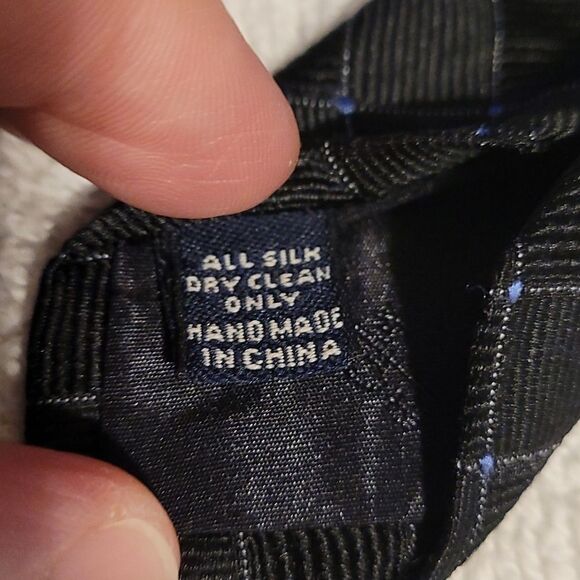 ALL SILK
DRY CLEAN
ONLY
HAND MADE
IN CHINA